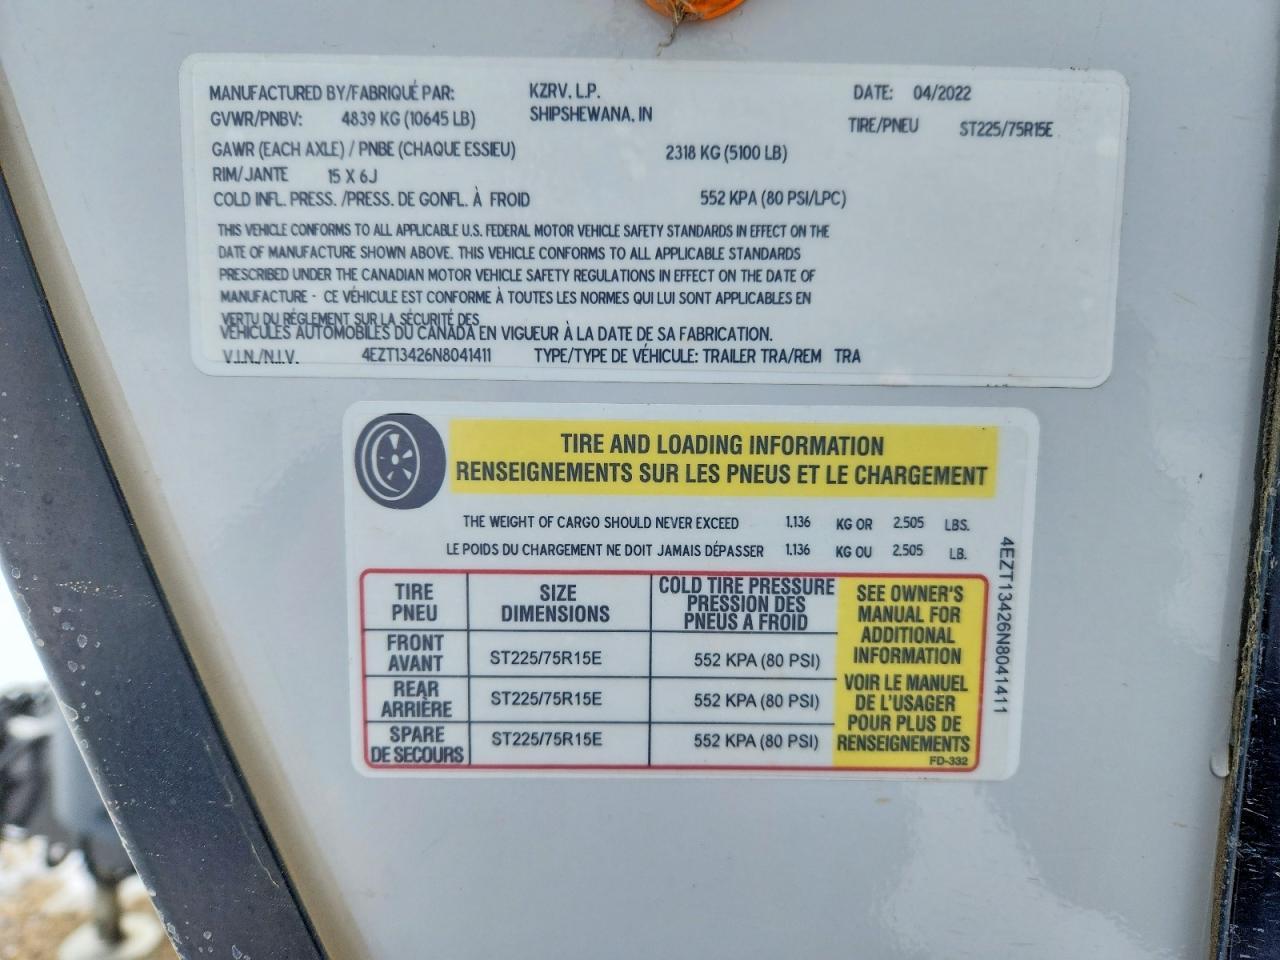 MANUFACTURED BY/FABRIQUÉ PAR: KZRV, L.P. DATE: 04/2022
GVWR/PNBV: 4839 KG (10645 LB) SHIPSHEWANA, IN TIRE/PNEU ST225/75R15E
GAWR (EACH AXLE) / PNBE (CHAQUE ESSIEU) 2318 KG (5100 LB)
RIM/JANTE 15 X 6J
COLD INFL. PRESS. /PRESS. DE GONFL. À FROID 552 KPA (80 PSI/LPC)
THIS VEHICLE CONFORMS TO ALL APPLICABLE U.S. FEDERAL MOTOR VEHICLE SAFETY STANDARDS IN EFFECT ON THE
DATE OF MANUFACTURE SHOWN ABOVE. THIS VEHICLE CONFORMS TO ALL APPLICABLE STANDARDS
PRESCRIBED UNDER THE CANADIAN MOTOR VEHICLE SAFETY REGULATIONS IN EFFECT ON THE DATE OF
MANUFACTURE - CE VÉHICULE EST CONFORME À TOUTES LES NORMES QUI LUI SONT APPLICABLES EN
VERTU DU RÉGLEMENT SUR LA SÉCURITÉ DES
VÉHICULES AUTOMOBILES DU CANADA EN VIGUEUR À LA DATE DE SA FABRICATION.
V.I.N./N.I.V. 4EZT13426N8041411 TYPE/TYPE DE VÉHICULE: TRAILER TRA/REM TRA
TIRE AND LOADING INFORMATION
RENSEIGNEMENTS SUR LES PNEUS ET LE CHARGEMENT
THE WEIGHT OF CARGO SHOULD NEVER EXCEED 1,136 KG OR 2,505 LBS.
LE POIDS DU CHARGEMENT NE DOIT JAMAIS DÉPASSER 1,136 KG OU 2,505 LB.
TIRE
PNEU
SIZE
DIMENSIONS
COLD TIRE PRESSURE
PRESSION DES
PNEUS A FROID
FRONT
AVANT
ST225/75R15E 552 KPA (80 PSI)
REAR
ARRIÈRE
ST225/75R15E 552 KPA (80 PSI)
SPARE
DE SECOURS
ST225/75R15E 552 KPA (80 PSI)
SEE OWNER'S
MANUAL FOR
ADDITIONAL
INFORMATION
VOIR LE MANUEL
DE L'USAGER
POUR PLUS DE
RENSEIGNEMENTS
FD-332
4EZT13426N8041411